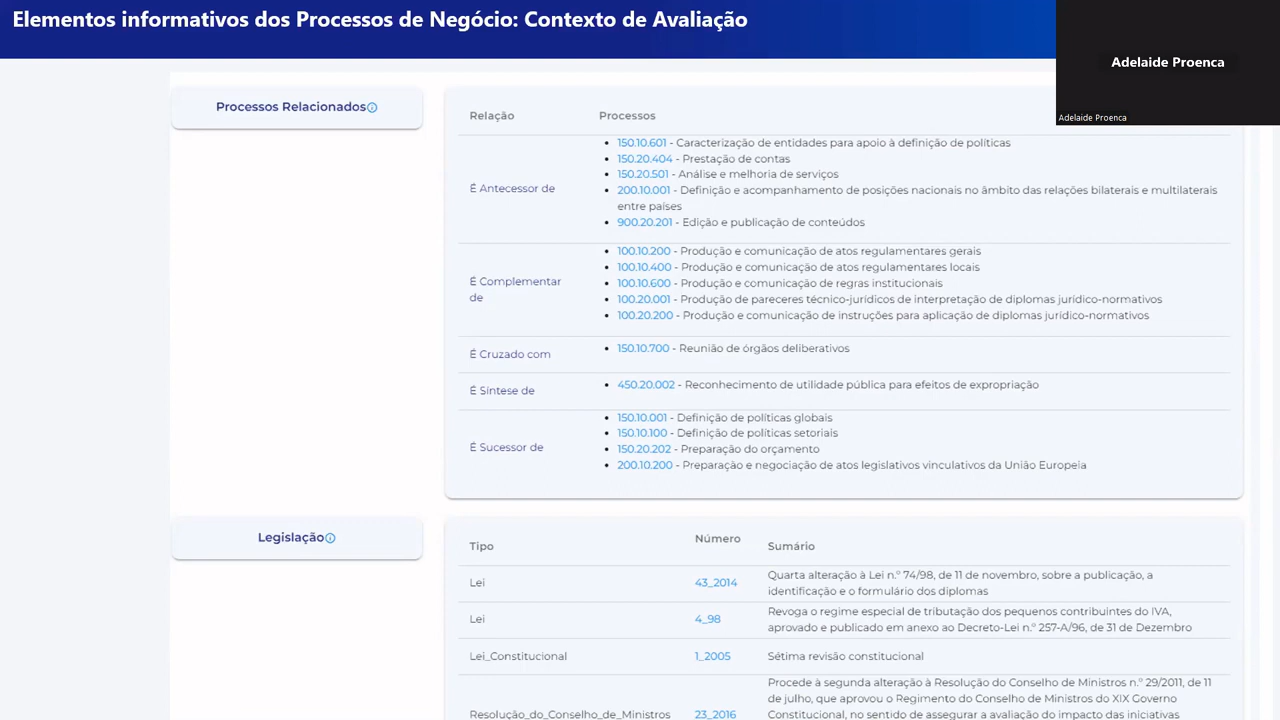 Elementos informativos dos Processos de Negócio: Contexto de Avaliação
Adelaide Proenca
Adelaide Proenca
Processos Relacionados
Relação Processos
É Antecessor de
150.10.601 - Caracterização de entidades para apoio à definição de políticas
150.20.404 - Prestação de contas
150.20.501 - Análise e melhoria de serviços
200.10.001 - Definição e acompanhamento de posições nacionais no âmbito das relações bilaterais e multilaterais
entre países
900.20.201 - Edição e publicação de conteúdos
É Complementar
de
100.10.200 - Produção e comunicação de atos regulamentares gerais
100.10.400 - Produção e comunicação de atos regulamentares locais
100.10.600 - Produção e comunicação de regras institucionais
100.20.001 - Produção de pareceres técnico-jurídicos de interpretação de diplomas jurídico-normativos
100.20.200 - Produção e comunicação de instruções para aplicação de diplomas jurídico-normativos
É Cruzado com
150.10.700 - Reunião de órgãos deliberativos
É Síntese de
450.20.002 - Reconhecimento de utilidade pública para efeitos de expropriação
É Sucessor de
150.10.001 - Definição de políticas globais
150.10.100 - Definição de políticas setoriais
150.20.202 - Preparação do orçamento
200.10.200 - Preparação e negociação de atos legislativos vinculativos da União Europeia
Legislação
Tipo Número Sumário
Lei 43_2014 Quarta alteração à Lei n.º 74/98, de 11 de novembro, sobre a publicação, a
identificação e o formulário dos diplomas
Lei 4_98 Revoga o regime especial de tributação dos pequenos contribuintes do IVA,
aprovado e publicado em anexo ao Decreto-Lei n.º 257-A/96, de 31 de Dezembro
Lei_Constitucional 1_2005 Sétima revisão constitucional
Procede à segunda alteração à Resolução do Conselho de Ministros n.º 29/2011, de 11
de julho, que aprovou o Regimento do Conselho de Ministros do XIX Governo
Resolução_do_Conselho_de_Ministros 23_2016 Constitucional, no sentido de assegurar a avaliação do impacto das iniciativas